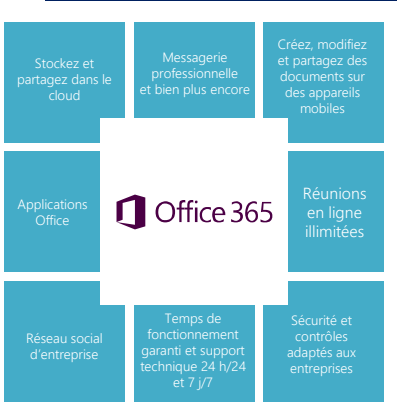 Stockez et
partagez dans le
cloud
Messagerie
professionnelle
et bien plus encore
Créez, modifiez
et partagez des
documents sur
des appareils
mobiles
Applications
Office
Office 365
Réunions
en ligne
illimitées
Réseau social
d’entreprise
Temps de
fonctionnement
garanti et support
technique 24 h/24
et 7 j/7
Sécurité et
contrôles
adaptés aux
entreprises